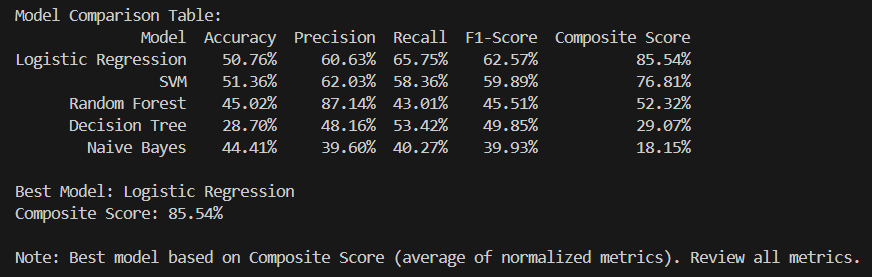 Model Comparison Table:
Model Accuracy Precision Recall F1-Score Composite Score
Logistic Regression 50.76% 60.63% 65.75% 62.57% 85.54%
SVM 51.36% 62.03% 58.36% 59.89% 76.81%
Random Forest 45.02% 87.14% 43.01% 45.51% 52.32%
Decision Tree 28.70% 48.16% 53.42% 49.85% 29.07%
Naive Bayes 44.41% 39.60% 40.27% 39.93% 18.15%
Best Model: Logistic Regression
Composite Score: 85.54%
Note: Best model based on Composite Score (average of normalized metrics). Review all metrics.